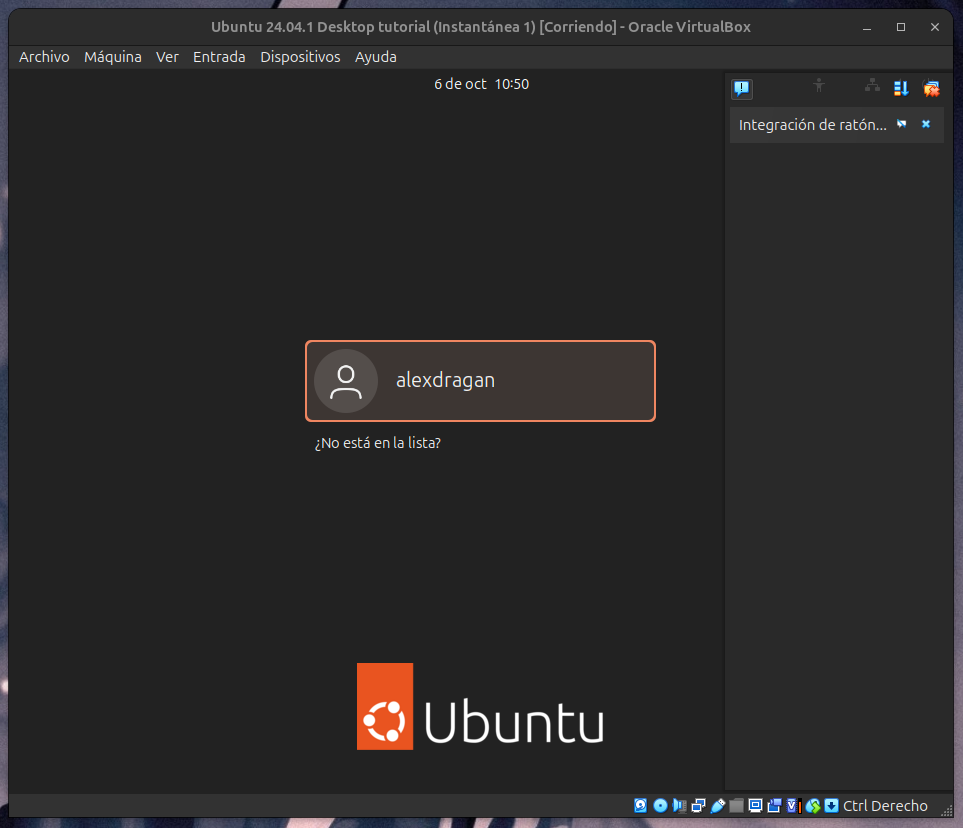 Ubuntu 24.04.1 Desktop tutorial (Instantánea 1) [Corriendo] - Oracle VirtualBox
Archivo Máquina Ver Entrada Dispositivos Ayuda
6 de oct 10:50
Integración de ratón...
alexdragan
¿No está en la lista?
Ubuntu
Ctrl Derecho